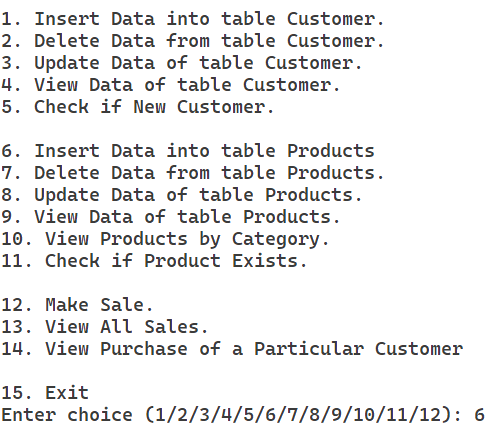 1. Insert Data into table Customer.
2. Delete Data from table Customer.
3. Update Data of table Customer.
4. View Data of table Customer.
5. Check if New Customer.
6. Insert Data into table Products
7. Delete Data from table Products.
8. Update Data of table Products.
9. View Data of table Products.
10. View Products by Category.
11. Check if Product Exists.
12. Make Sale.
13. View All Sales.
14. View Purchase of a Particular Customer
15. Exit
Enter choice (1/2/3/4/5/6/7/8/9/10/11/12): 6